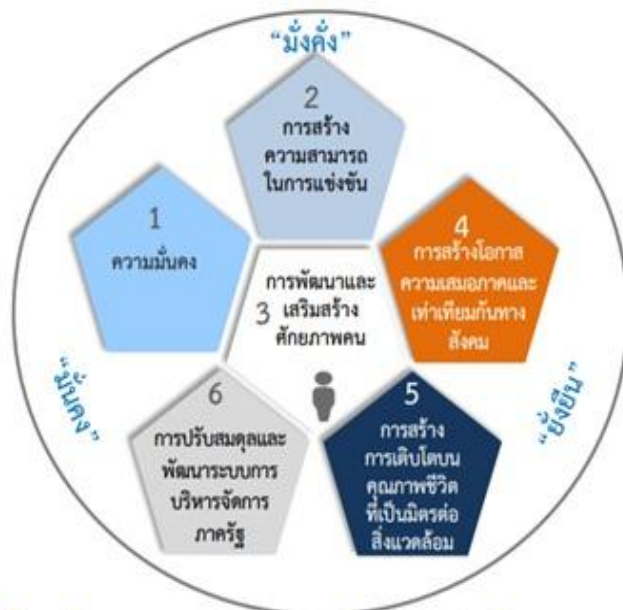 “มั่งคั่ง”
2
การสร้าง
ความสามารถ
ในการแข่งขัน
1
ความมั่นคง
4
การสร้างโอกาส
ความเสมอภาคและ
เท่าเทียมกันทาง
สังคม
การพัฒนาและ
3 เสริมสร้าง
ศักยภาพคน
“มั่นคง”
“ยั่งยืน”
6
การปรับสมดุลและ
พัฒนาระบบการ
บริหารจัดการ
ภาครัฐ
5
การสร้าง
การเติบโตบน
คุณภาพชีวิต
ที่เป็นมิตรต่อ
สิ่งแวดล้อม